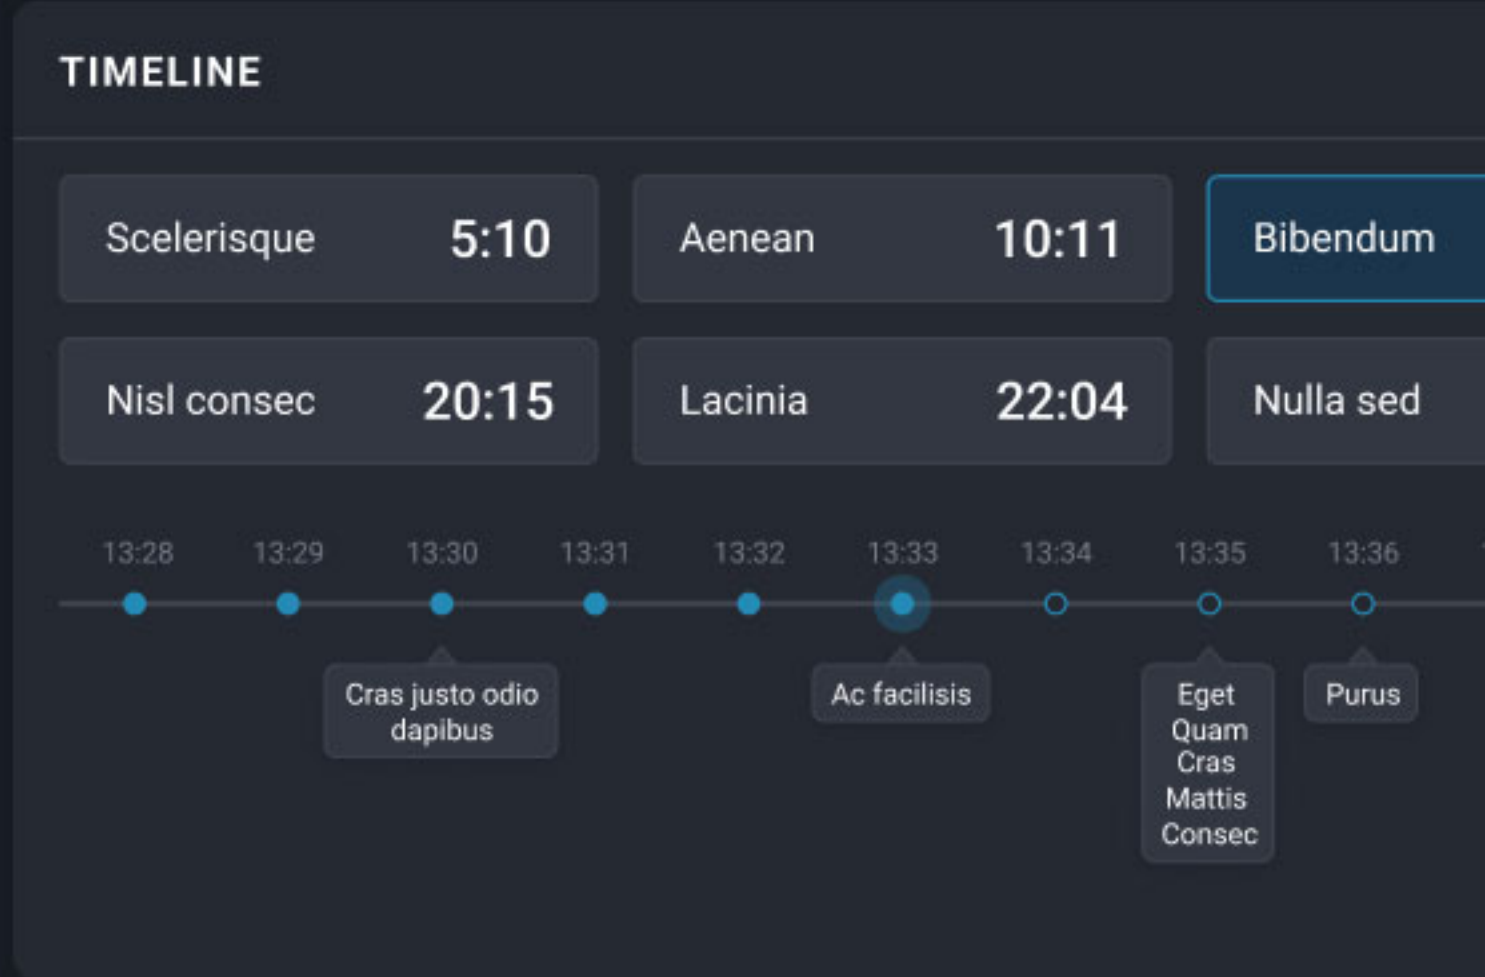 TIMELINE
Scelerisque 5:10 Aenean 10:11 Bibendum
Nisl consec 20:15 Lacinia 22:04 Nulla sed
13:28 13:29 13:30 13:31 13:32 13:33 13:34 13:35 13:36
Cras justo odio
dapibus
Ac facilisis
Eget
Quam
Cras
Mattis
Consec
Purus